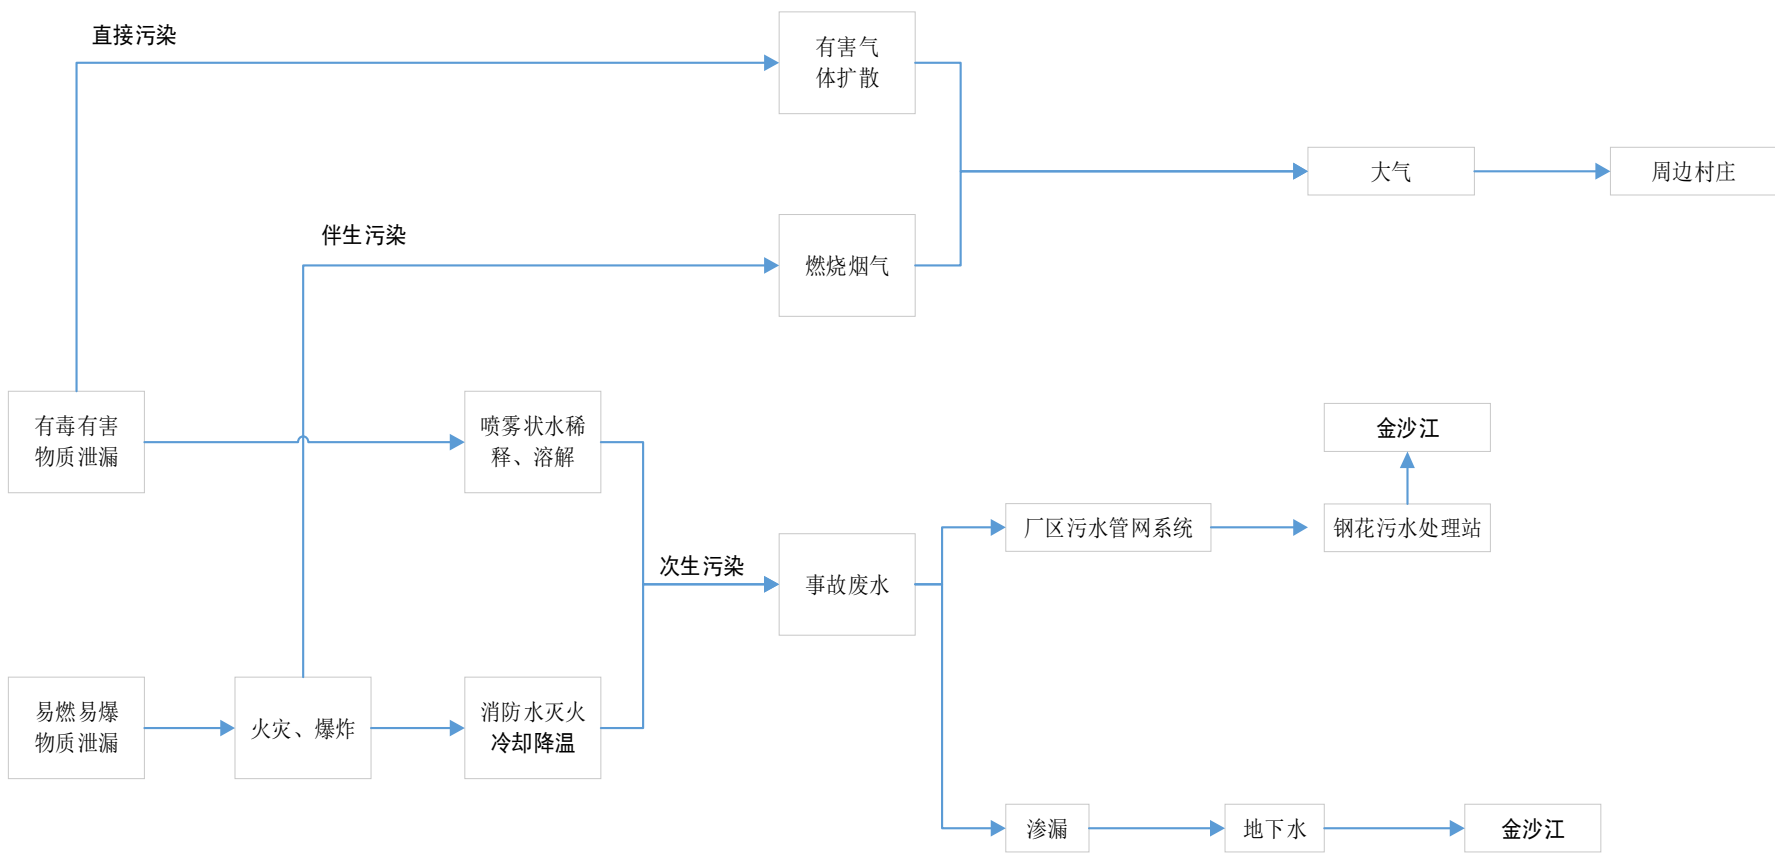 直接污染
有害气
体扩散
大气
周边村庄
伴生污染
燃烧烟气
有毒有害
物质泄漏
喷雾状水稀
释、溶解
金沙江
厂区污水管网系统
钢花污水处理站
次生污染
事故废水
易燃易爆
物质泄漏
火灾、爆炸
消防水灭火
冷却降温
渗漏
地下水
金沙江